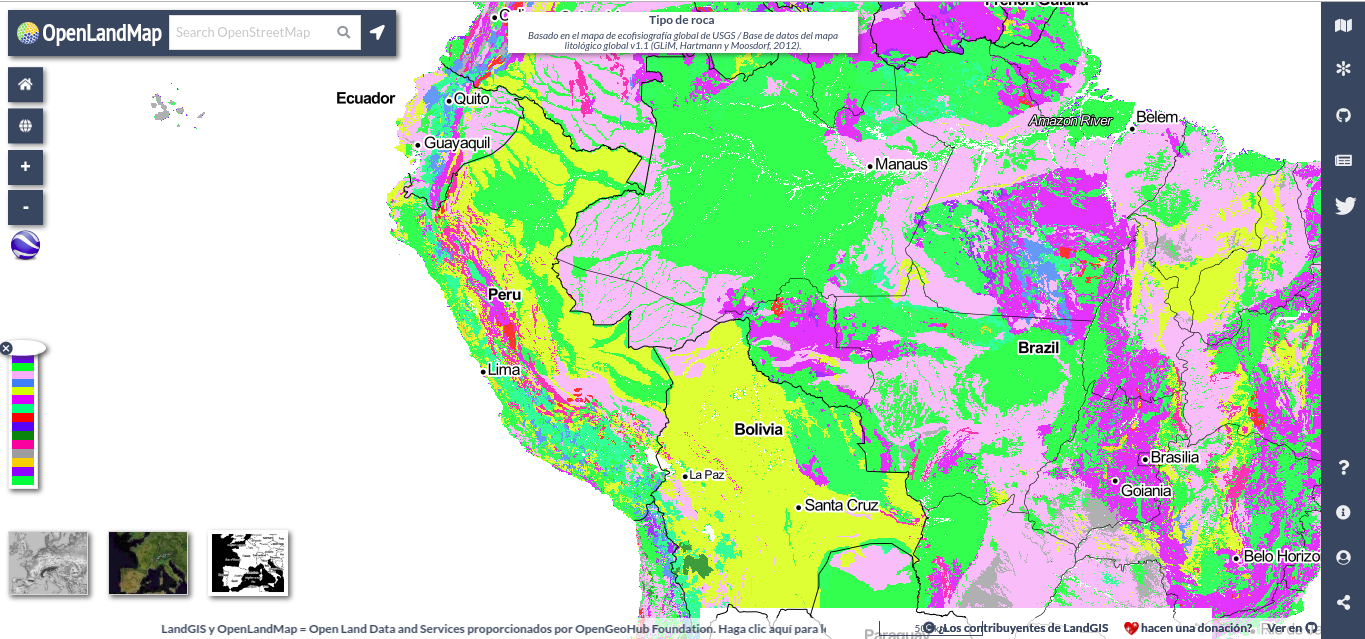 OpenLandMap
Search OpenStreetMap
Tipo de roca
Basado en el mapa de ecofisiografía global de USGS / Base de datos del mapa
litológico global v1.1 (GLiM, Hartmann y Moosdorf, 2012).
French Guiana
Ecuador
Quito
Guayaquil
Amazon River
Belem
Manaus
+
-
Peru
Lima
Brazil
Bolivia
La Paz
Santa Cruz
Brasilia
Goiania
Belo Horizo
LandGIS y OpenLandMap = Open Land Data and Services proporcionados por OpenGeoHub Foundation. Haga clic aquí para l
¿Los contribuyentes de LandGIS
hacen una donación?
Ver en
Paraguay